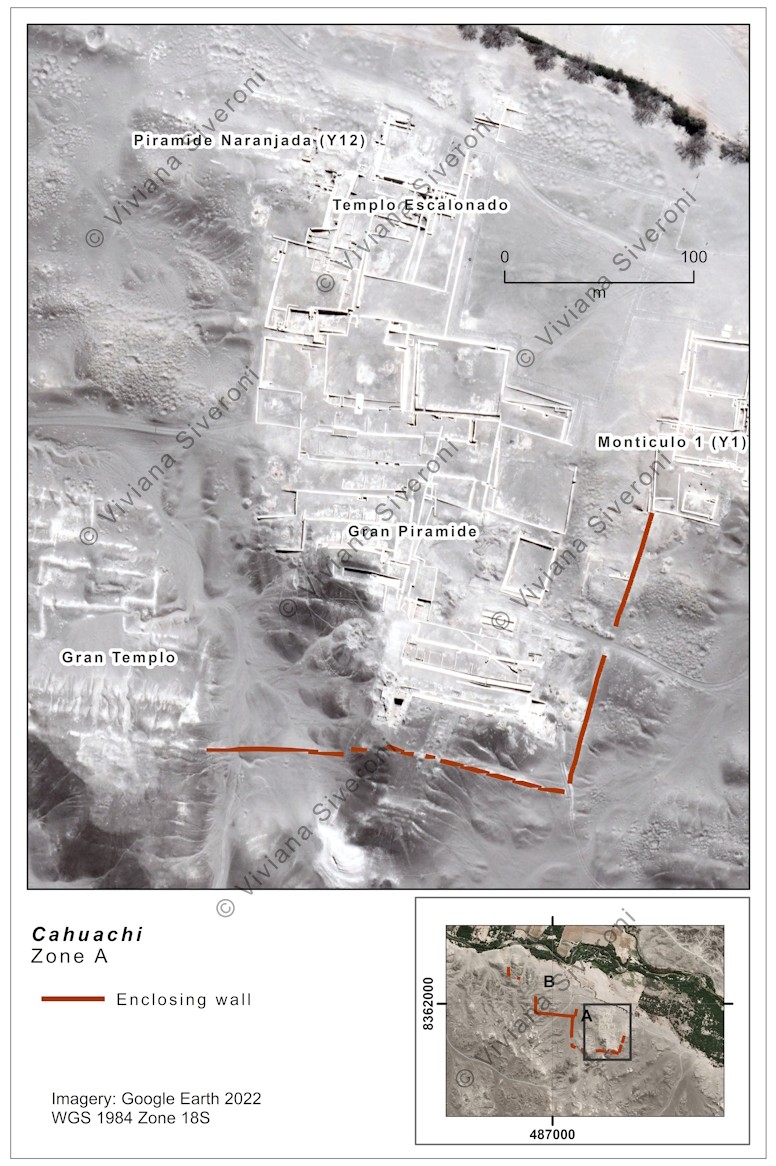 Piramide Naranjada (Y12)
Templo Escalonado
0 100
m
Monticulo 1 (Y1)
Gran Piramide
Gran Templo
© Viviana Siveroni
© Viviana Siveroni
© Viviana Siveroni
© Viviana Siveroni
© Viviana Siveroni
© Viviana Siveroni
© Viviana Siveroni
© Viviana Siveroni
Cahuachi
Zone A
Enclosing wall
Imagery: Google Earth 2022
WGS 1984 Zone 18S
B
A
8362000
487000
© Viviana Siveroni